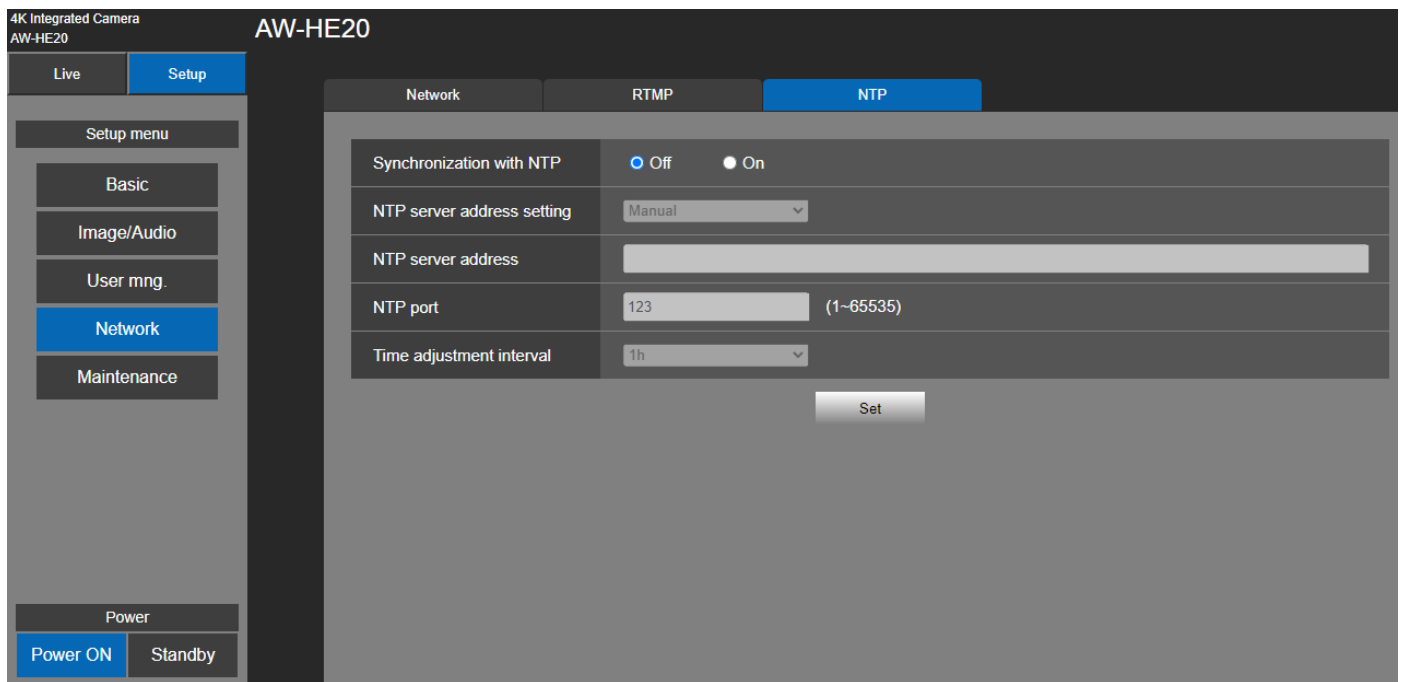 4K Integrated Camera
AW-HE20
AW-HE20
Live Setup
Network RTMP NTP
Setup menu
Basic
Image/Audio
User mng.
Network
Maintenance
Synchronization with NTP Off On
NTP server address setting Manual
NTP server address
NTP port 123 (1~65535)
Time adjustment interval 1h
Set
Power
Power ON Standby